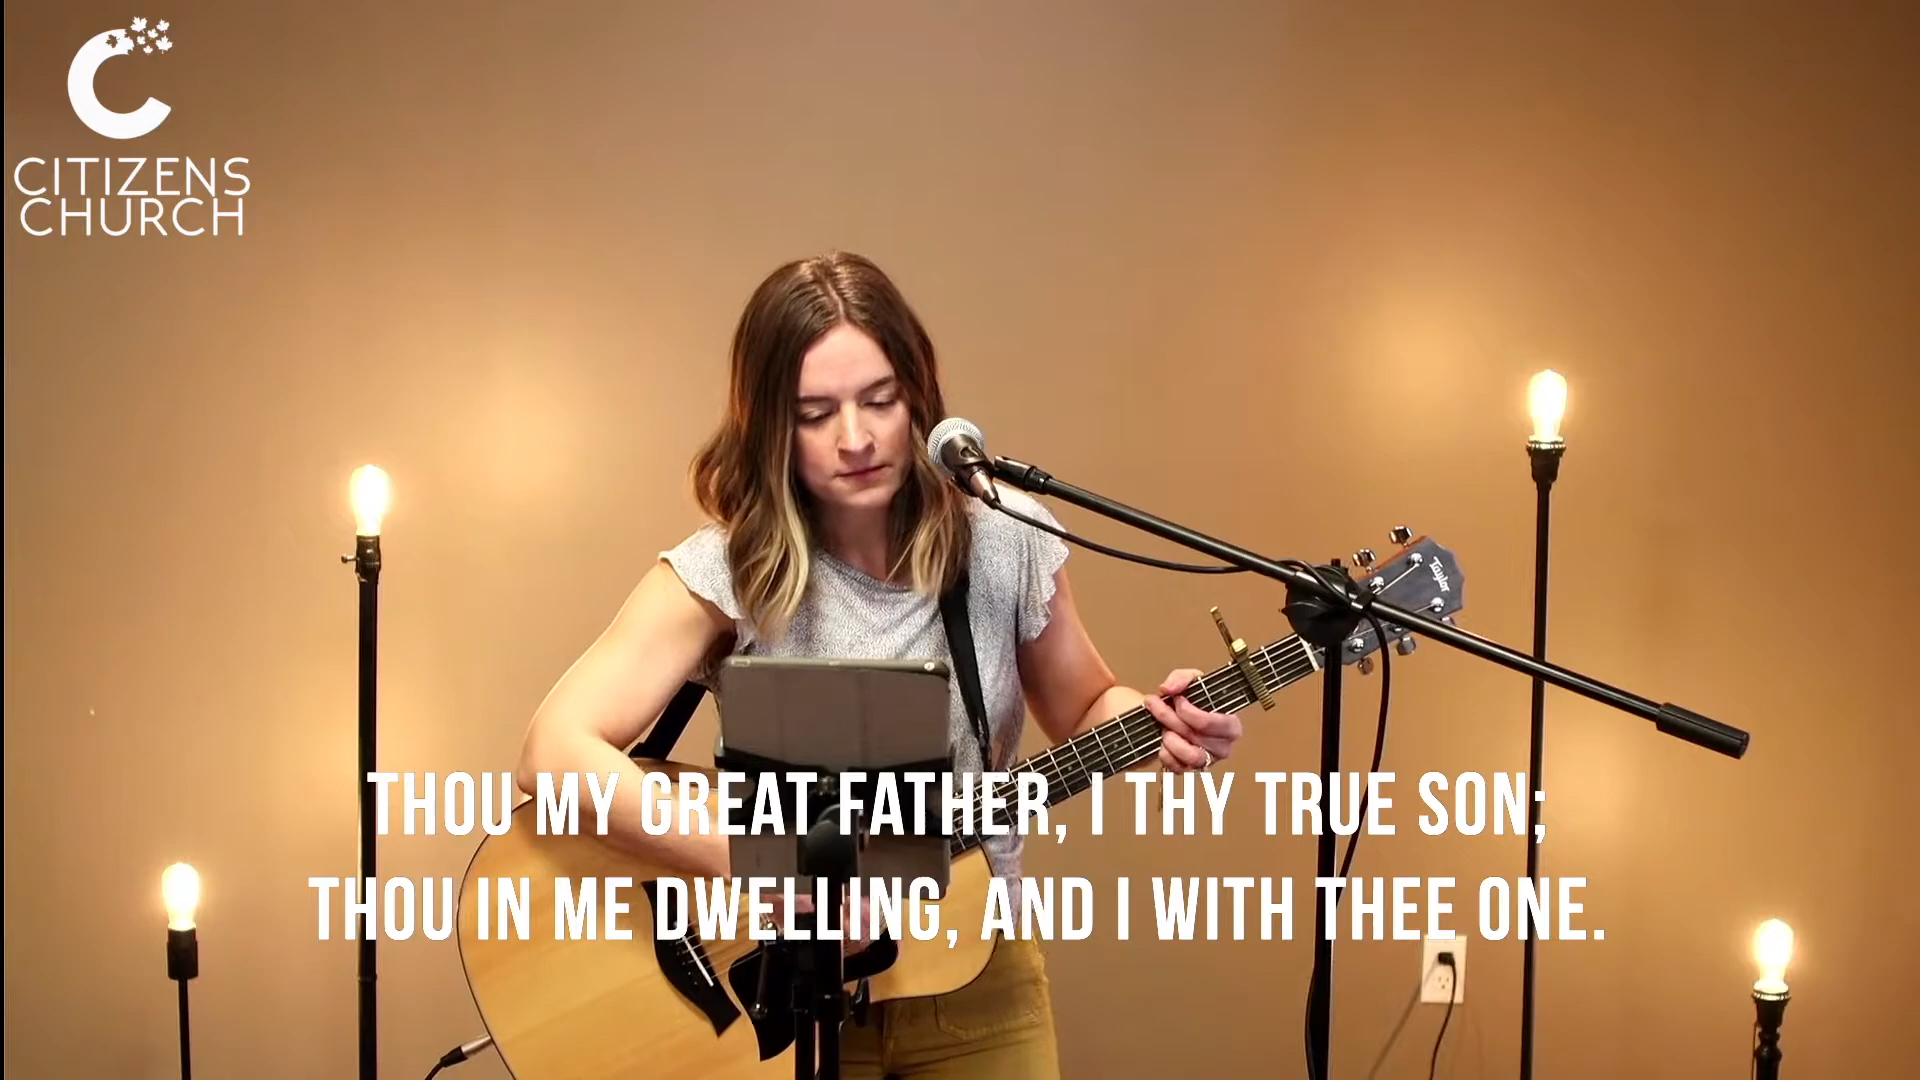 CITIZENS
CHURCH
Taylor
THOU MY GREAT FATHER, I THY TRUE SON;
THOU IN ME DWELLING, AND I WITH THEE ONE.